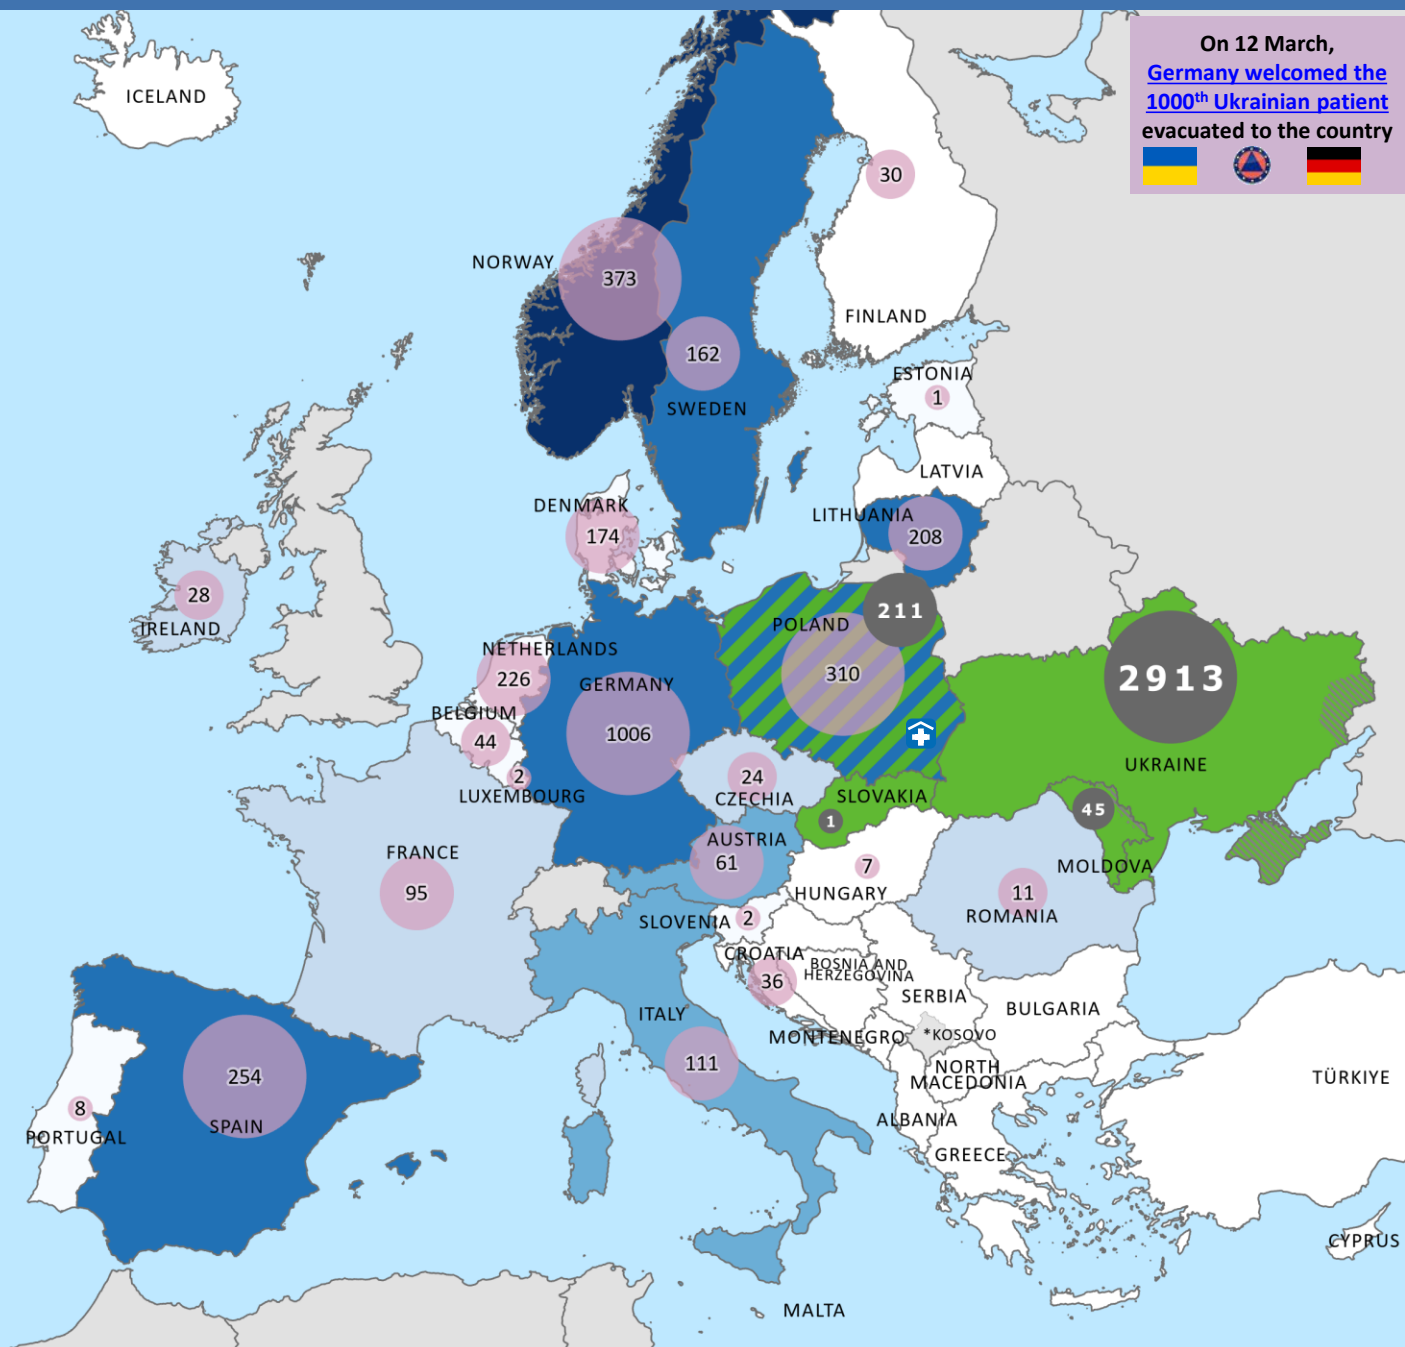 On 12 March,
Germany welcomed the
1000th Ukrainian patient
evacuated to the country
ICELAND
30
NORWAY
373
FINLAND
162
ESTONIA
1
SWEDEN
LATVIA
DENMARK
174
LITHUANIA
208
28
IRELAND
211
POLAND
310
NETHERLANDS
226
GERMANY
1006
2913
UKRAINE
BELGIUM
44
2
LUXEMBOURG
24
CZECHIA
SLOVAKIA
1
45
MOLDOVA
AUSTRIA
61
FRANCE
95
7
HUNGARY
11
ROMANIA
SLOVENIA
2
CROATIA
36
BOSNIA AND
HERZEGOVINA
SERBIA
BULGARIA
ITALY
111
MONTENEGRO
*KOSOVO
NORTH
MACEDONIA
TÜRKIYE
254
SPAIN
8
PORTUGAL
ALBANIA
GREECE
CYPRUS
MALTA